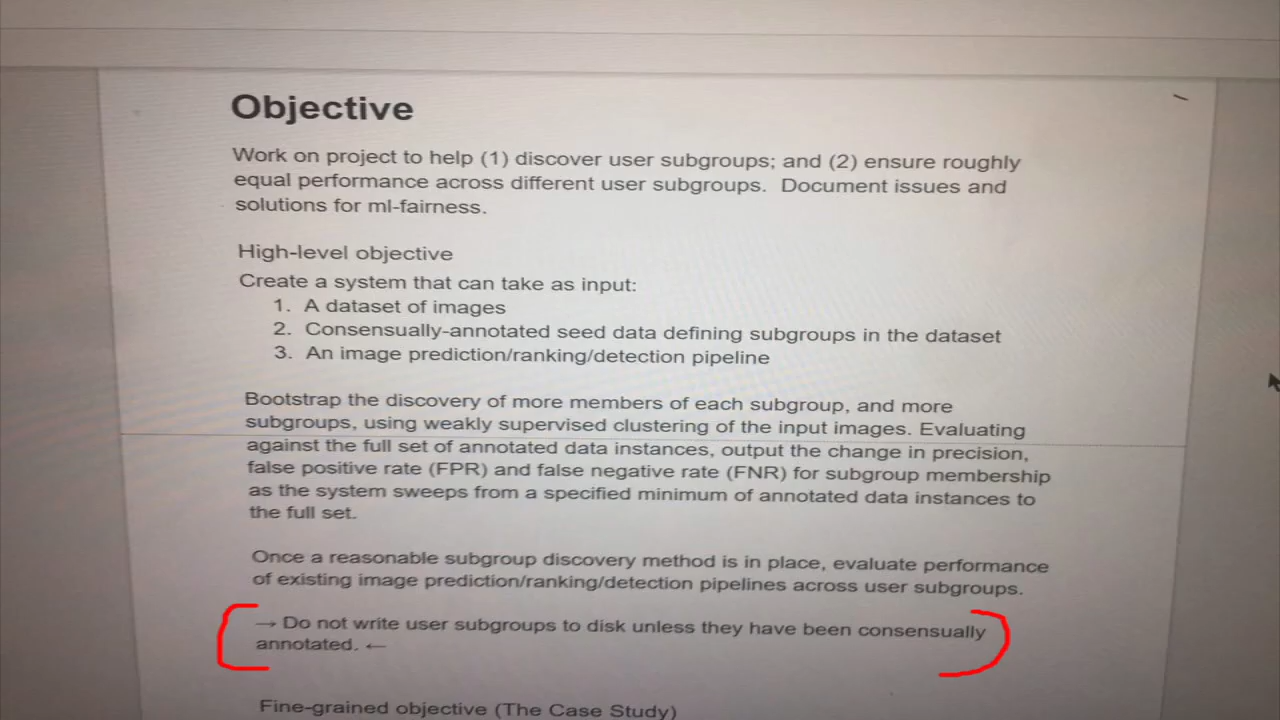 Objective
Work on project to help (1) discover user subgroups; and (2) ensure roughly
equal performance across different user subgroups.  Document issues and
solutions for ml-fairness.
High-level objective
Create a system that can take as input:
1. A dataset of images
2. Consensually-annotated seed data defining subgroups in the dataset
3. An image prediction/ranking/detection pipeline
Bootstrap the discovery of more members of each subgroup, and more
subgroups, using weakly supervised clustering of the input images. Evaluating
against the full set of annotated data instances, output the change in precision,
false positive rate (FPR) and false negative rate (FNR) for subgroup membership
as the system sweeps from a specified minimum of annotated data instances to
the full set.
Once a reasonable subgroup discovery method is in place, evaluate performance
of existing image prediction/ranking/detection pipelines across user subgroups.
→ Do not write user subgroups to disk unless they have been consensually
annotated. ←
Fine-grained objective (The Case Study)